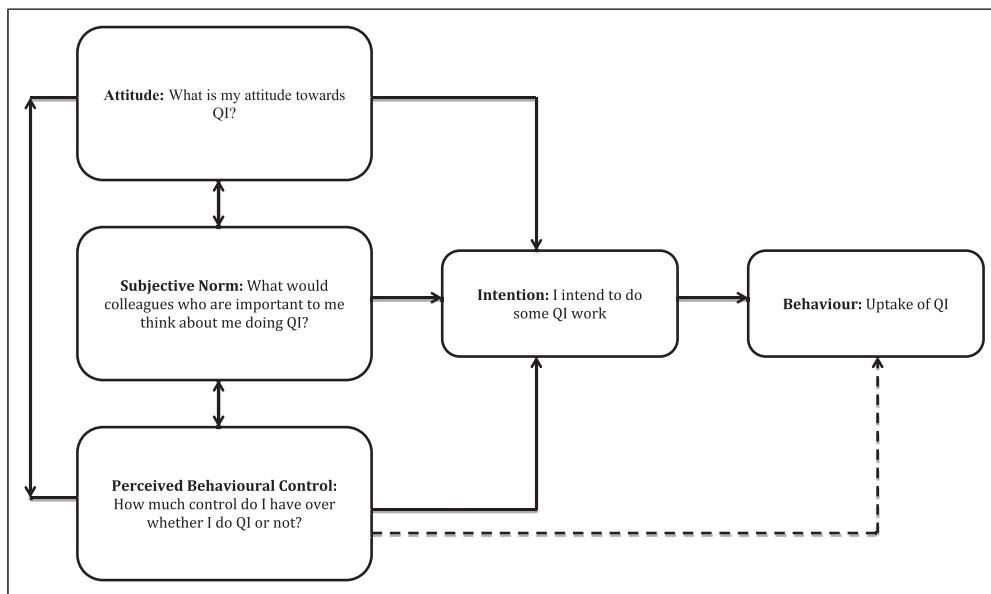 Attitude: What is my attitude towards
QI?
Subjective Norm: What would
colleagues who are important to me
think about me doing QI?
Intention: I intend to do
some QI work
Behaviour: Uptake of QI
Perceived Behavioural Control:
How much control do I have over
whether I do QI or not?